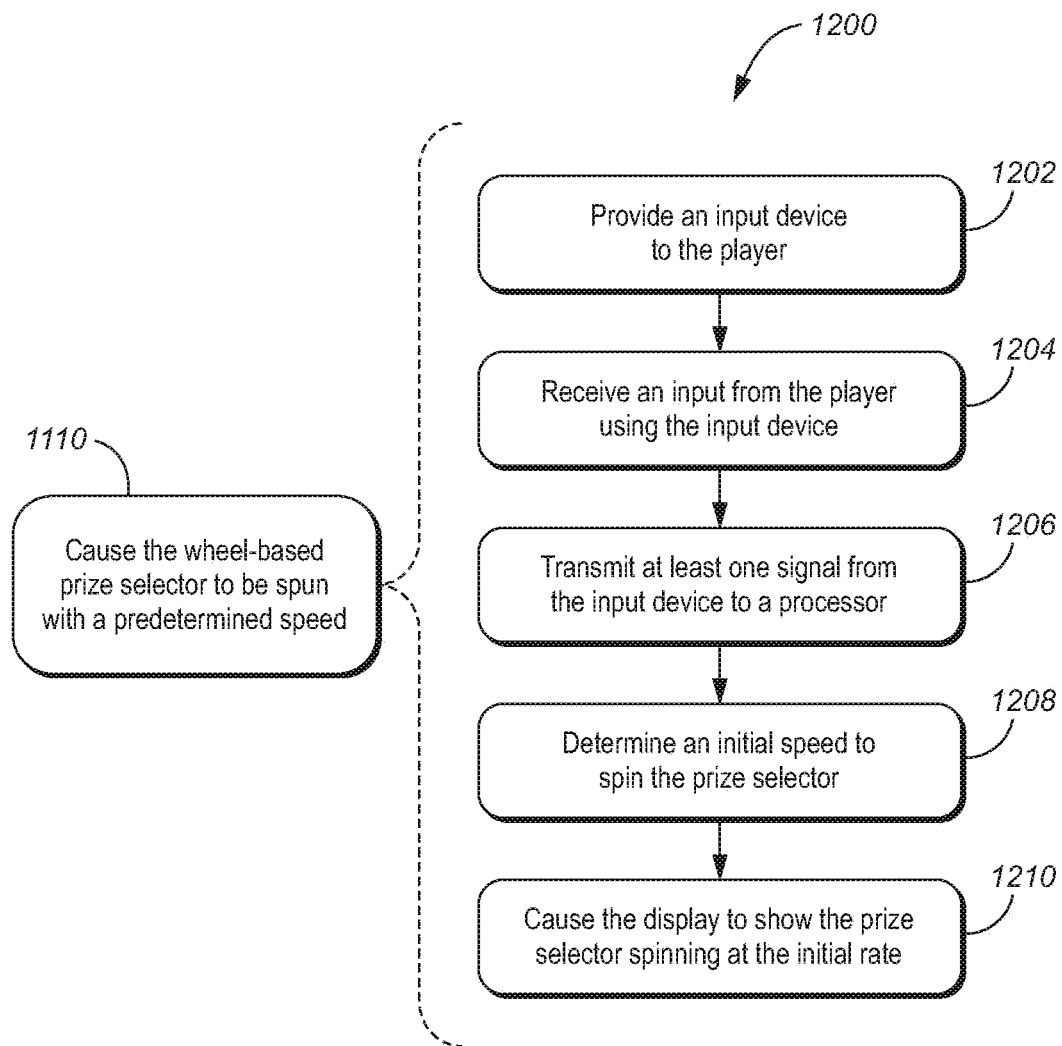 1200
1202
Provide an input device
to the player
1204
Receive an input from the player
using the input device
1110
Cause the wheel-based
prize selector to be spun
with a predetermined speed
1206
Transmit at least one signal from
the input device to a processor
1208
Determine an initial speed to
spin the prize selector
1210
Cause the display to show the prize
selector spinning at the initial rate